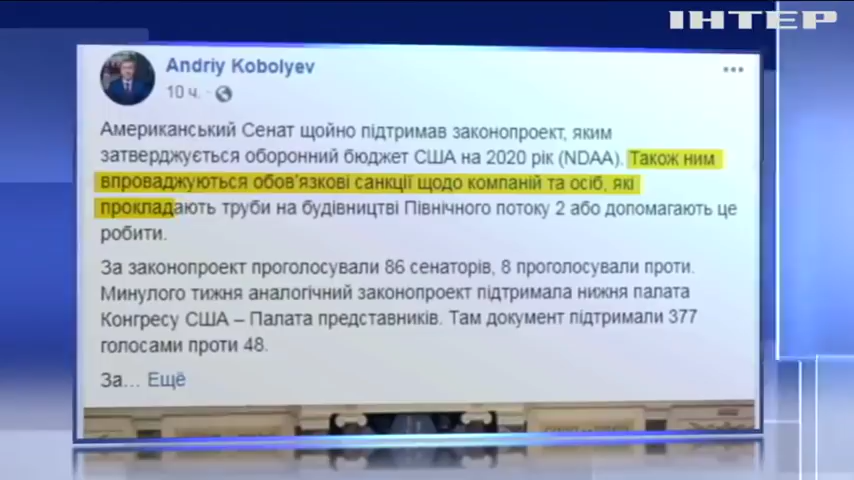 ІНТЕР
Andriy Kobolyev
10 ч.
Американський Сенат щойно підтримав законопроект, яким
затверджується оборонний бюджет США на 2020 рік (NDAA). Також ним
впроваджуються обов'язкові санкції щодо компаній та осіб, які
прокладають труби на будівництві Північного потоку 2 або допомагають це
робити.
За законопроект проголосували 86 сенаторів, 8 проголосували проти.
Минулого тижня аналогічний законопроект підтримала нижня палата
Конгресу США – Палата представників. Там документ підтримали 377
голосами проти 48.
За... Ещё